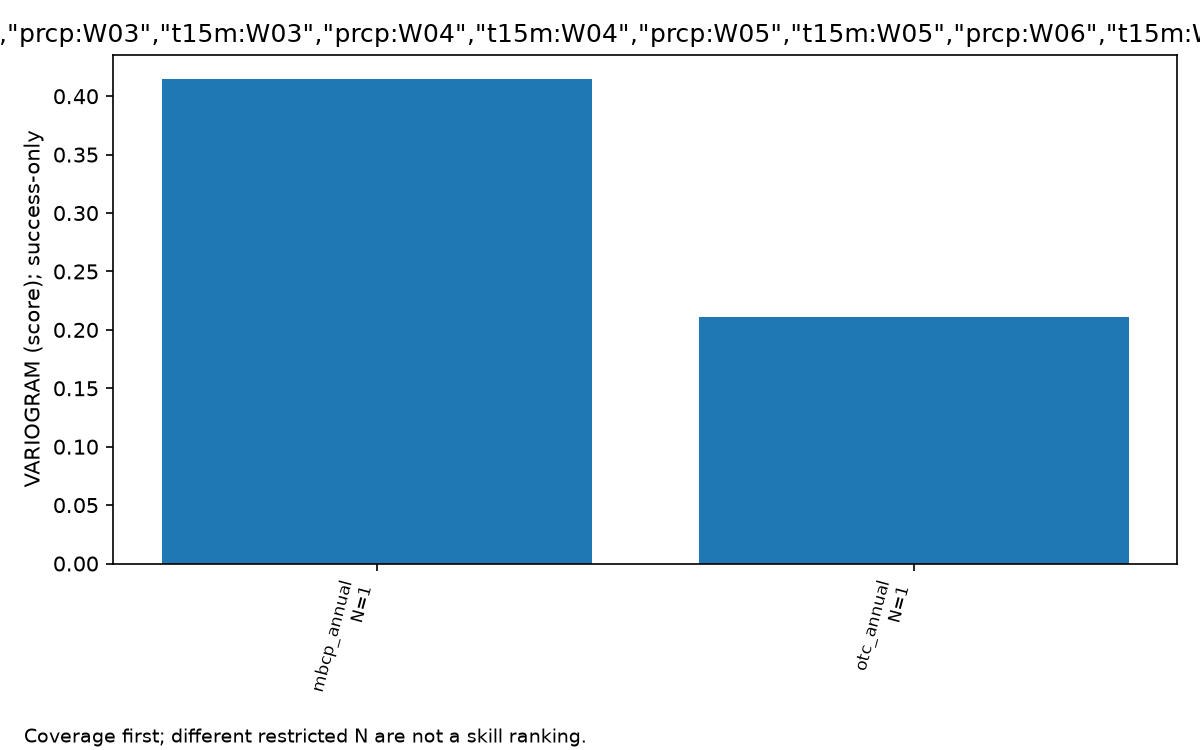 ,"prcp:W03","t15m:W03","prcp:W04","t15m:W04","prcp:W05","t15m:W05","prcp:W06","t15m:W
VARIOGRAM (score); success-only
0.40
0.35
0.30
0.25
0.20
0.15
0.10
0.05
0.00
mbcp_annual
N=1
otc_annual
N=1
Coverage first; different restricted N are not a skill ranking.